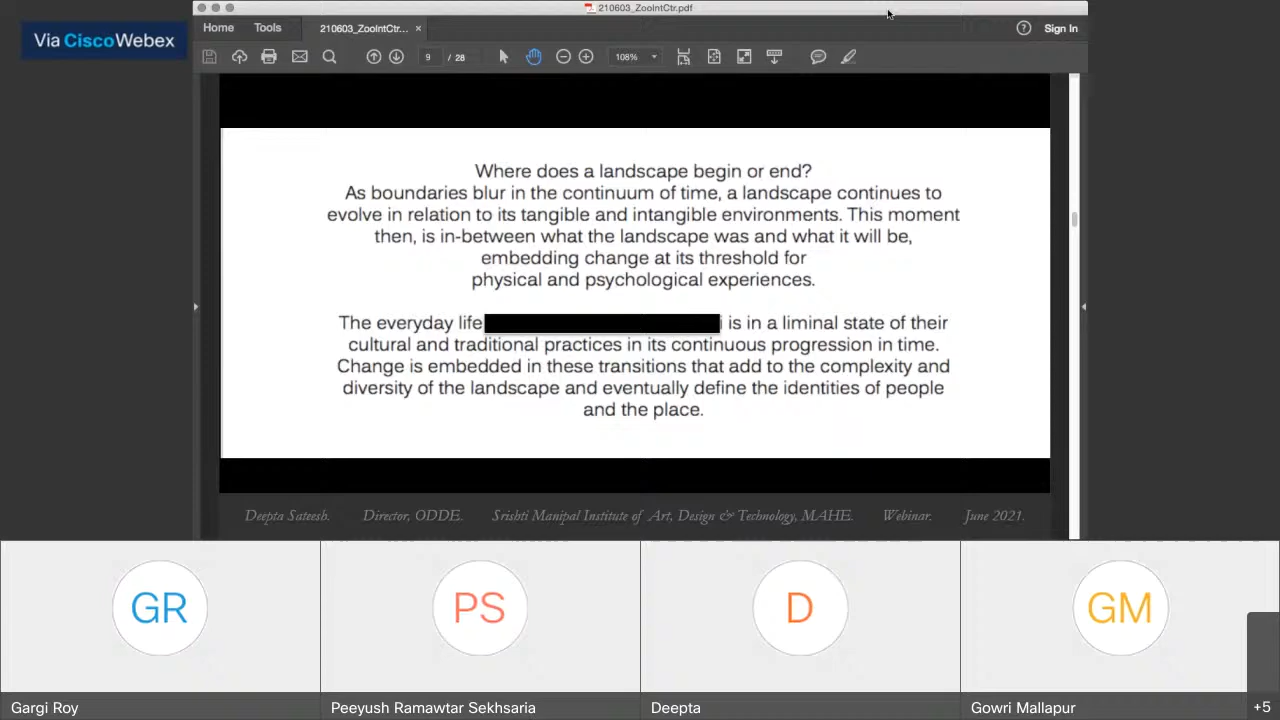 210603_ZooIntCtr.pdf
Via CiscoWebex
Home Tools 210603_ZooIntCtr... × ? Sign In
9 / 28 108%
Where does a landscape begin or end?
As boundaries blur in the continuum of time, a landscape continues to
evolve in relation to its tangible and intangible environments. This moment
then, is in-between what the landscape was and what it will be,
embedding change at its threshold for
physical and psychological experiences.
The everyday life is in a liminal state of their
cultural and traditional practices in its continuous progression in time.
Change is embedded in these transitions that add to the complexity and
diversity of the landscape and eventually define the identities of people
and the place.
Deepta Sateesh. Director, ODDE. Srishti Manipal Institute of Art, Design & Technology, MAHE. Webinar. June 2021.
GR PS D GM
Gargi Roy Peeyush Ramawtar Sekhsaria Deepta Gowri Mallapur +5